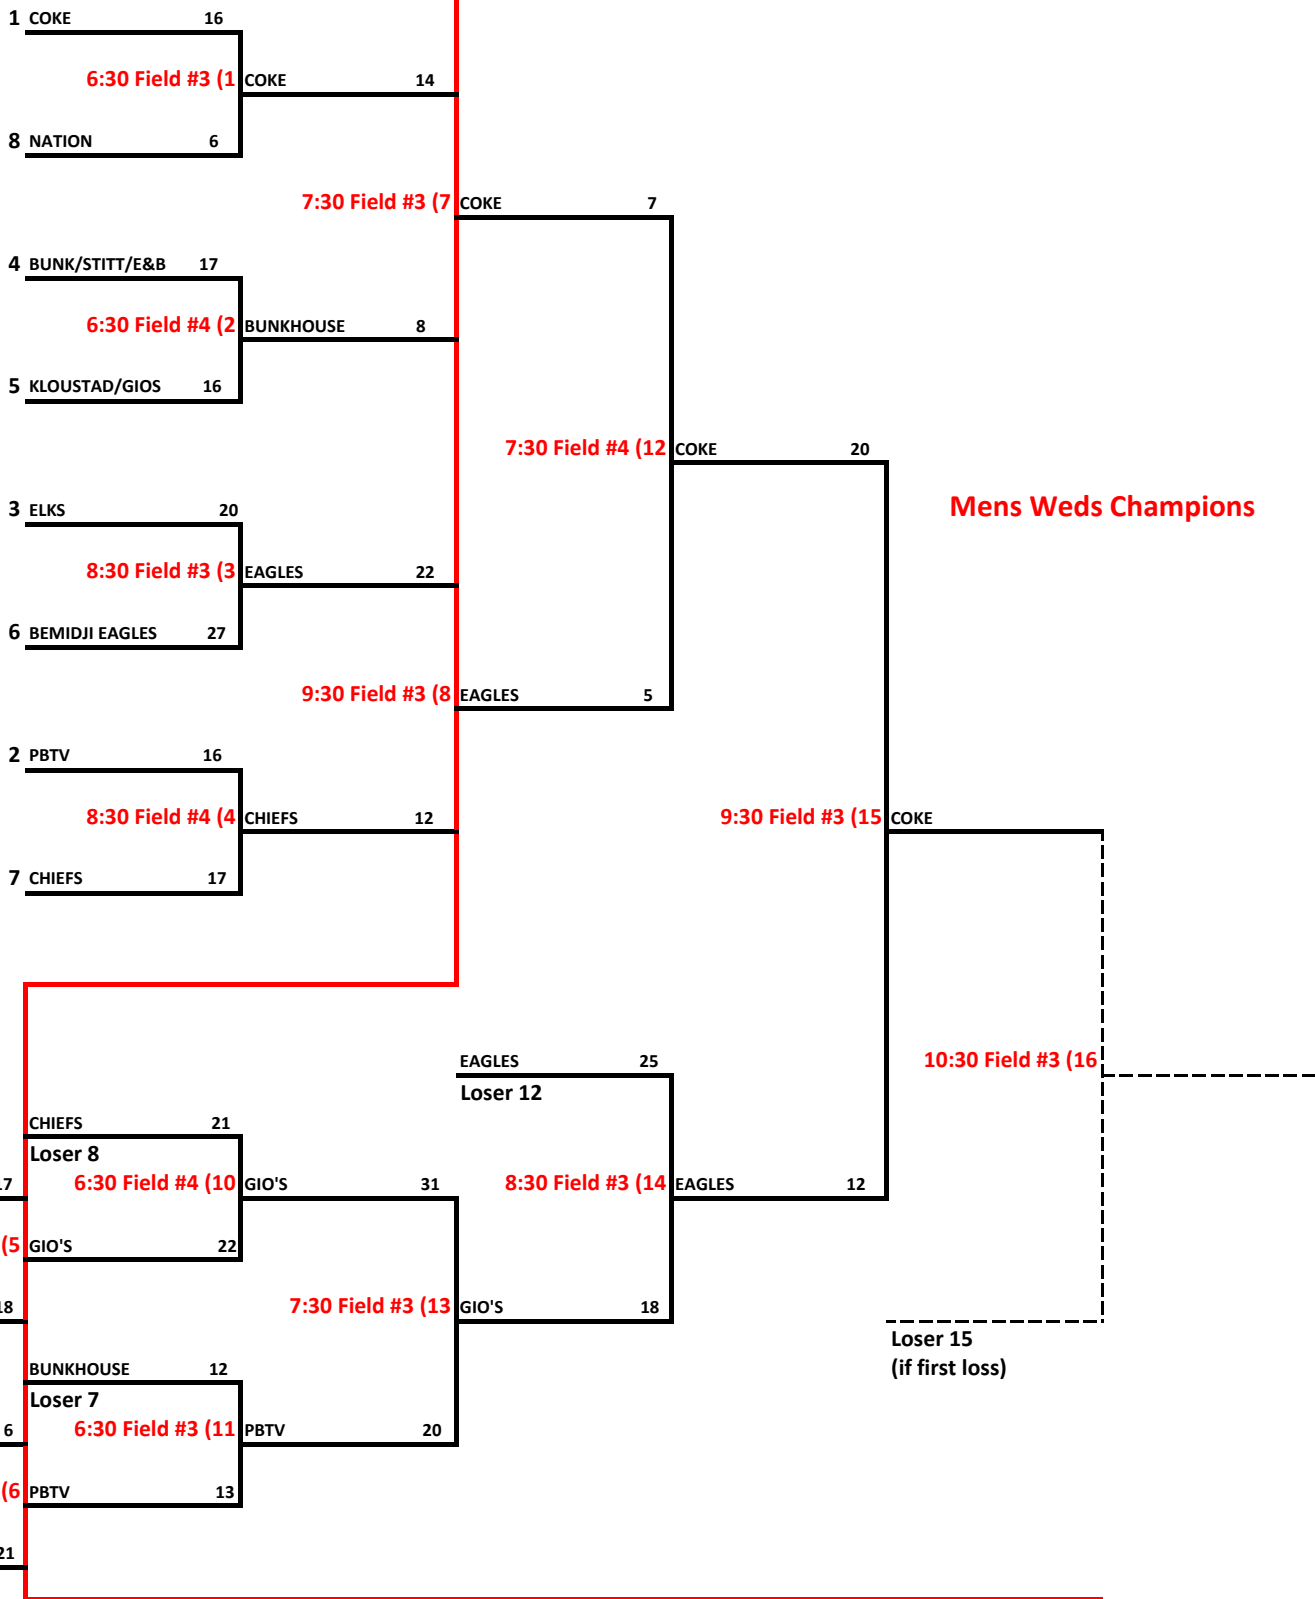 1 COKE 16
6:30 Field #3 (1 COKE 14
8 NATION 6
7:30 Field #3 (7 COKE 7
4 BUNK/STITT/E&B 17
6:30 Field #4 (2 BUNKHOUSE 8
5 KLOUSTAD/GIOS 16
7:30 Field #4 (12 COKE 20
3 ELKS 20
Mens Weds Champions
8:30 Field #3 (3 EAGLES 22
6 BEMIDJI EAGLES 27
9:30 Field #3 (8 EAGLES 5
2 PBTV 16
8:30 Field #4 (4 CHIEFS 12
9:30 Field #3 (15 COKE
7 CHIEFS 17
EAGLES 25
10:30 Field #3 (16
Loser 12
CHIEFS 21
Loser 8
17 6:30 Field #4 (10 GIO'S 31
8:30 Field #3 (14 EAGLES 12
(5 GIO'S 22
18 7:30 Field #3 (13 GIO'S 18
Loser 15
(if first loss)
BUNKHOUSE 12
Loser 7
6 6:30 Field #3 (11 PBTV 20
(6 PBTV 13
21